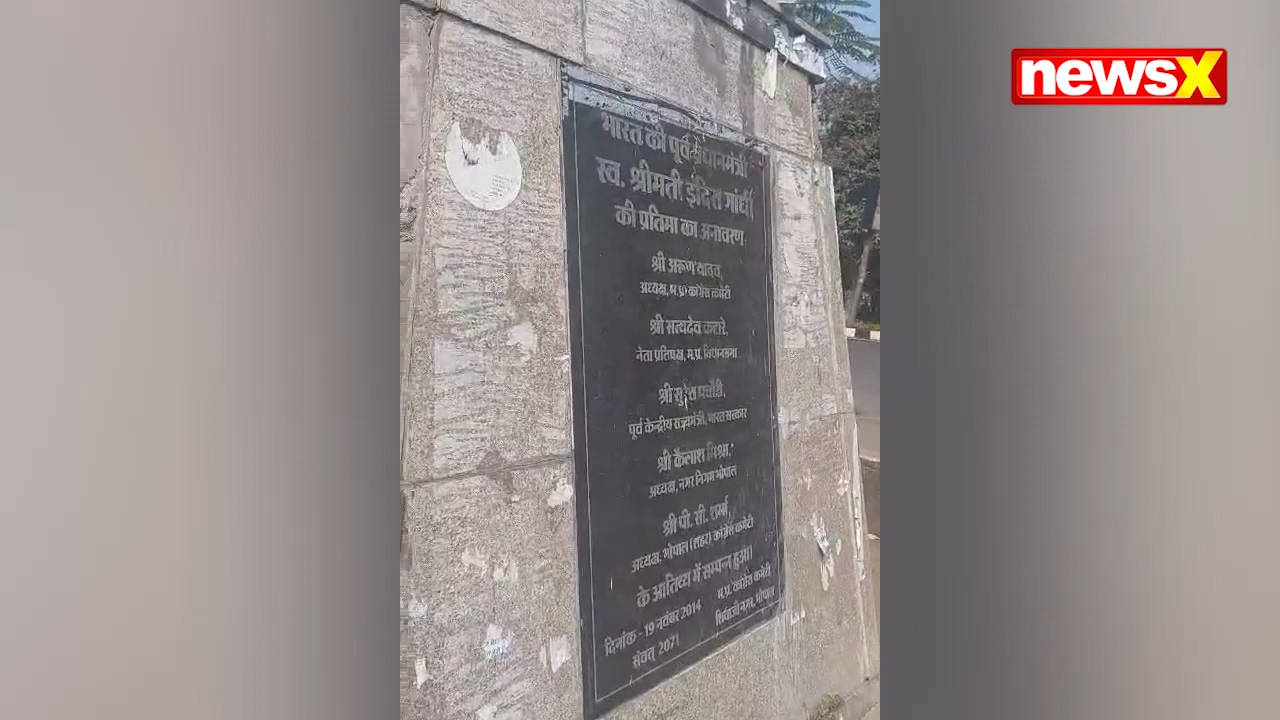 newsX
भारत की पूर्व प्रधानमंत्री
स्व. श्रीमती इंदिरा गांधी
की प्रतिमा का अनावरण
श्री अरुण यादव,
अध्यक्ष, म.प्र. कांग्रेस कमेटी
श्री सत्यदेव कटारे,
नेता प्रतिपक्ष, म.प्र. विधानसभा
श्री सुरेश पचौरी,
पूर्व केन्द्रीय राज्यमंत्री, भारत सरकार
श्री कैलाश मिश्रा,
अध्यक्ष, नगर निगम भोपाल
श्री पी. सी. शर्मा,
अध्यक्ष, भोपाल (शहर) कांग्रेस कमेटी
के आतिथ्य में सम्पन्न हुआ।
दिनांक - 19 नवंबर 2014
संवत् 2071
म.प्र. कांग्रेस कमेटी
शिवाजी नगर, भोपाल